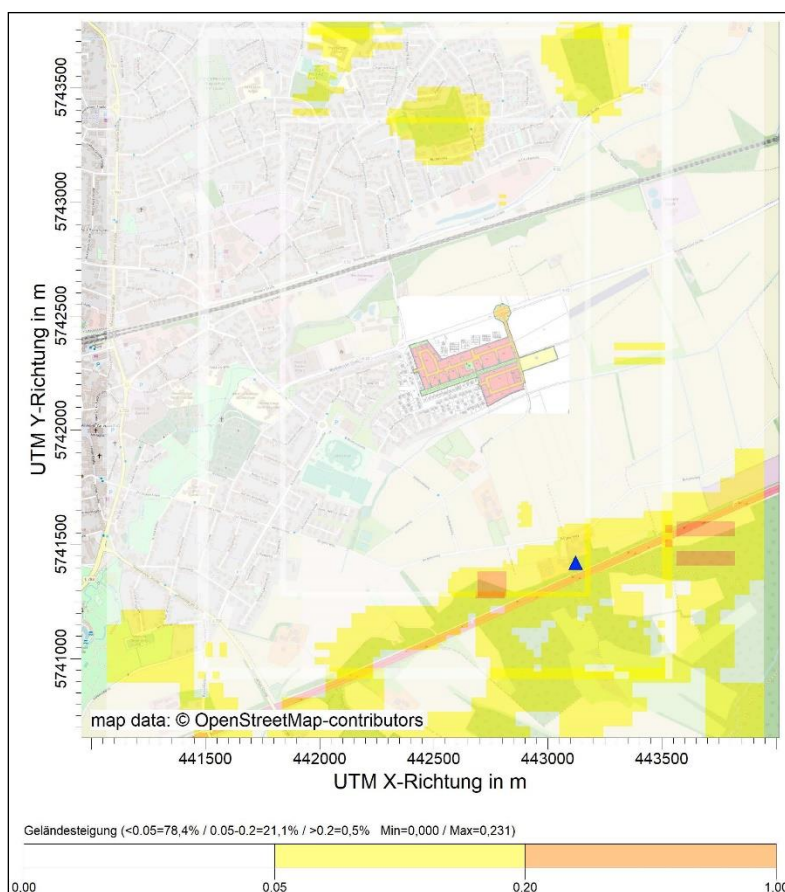 5743500
5743000
5742500
5742000
5741500
5741000
UTM Y-Richtung in m
map data: © OpenStreetMap-contributors
441500 442000 442500 443000 443500
UTM X-Richtung in m
Geländesteigung (<0.05=78,4% / 0.05-0.2=21,1% / >0.2=0,5% Min=0,000 / Max=0,231)
0.00 0.05 0.20 1.00